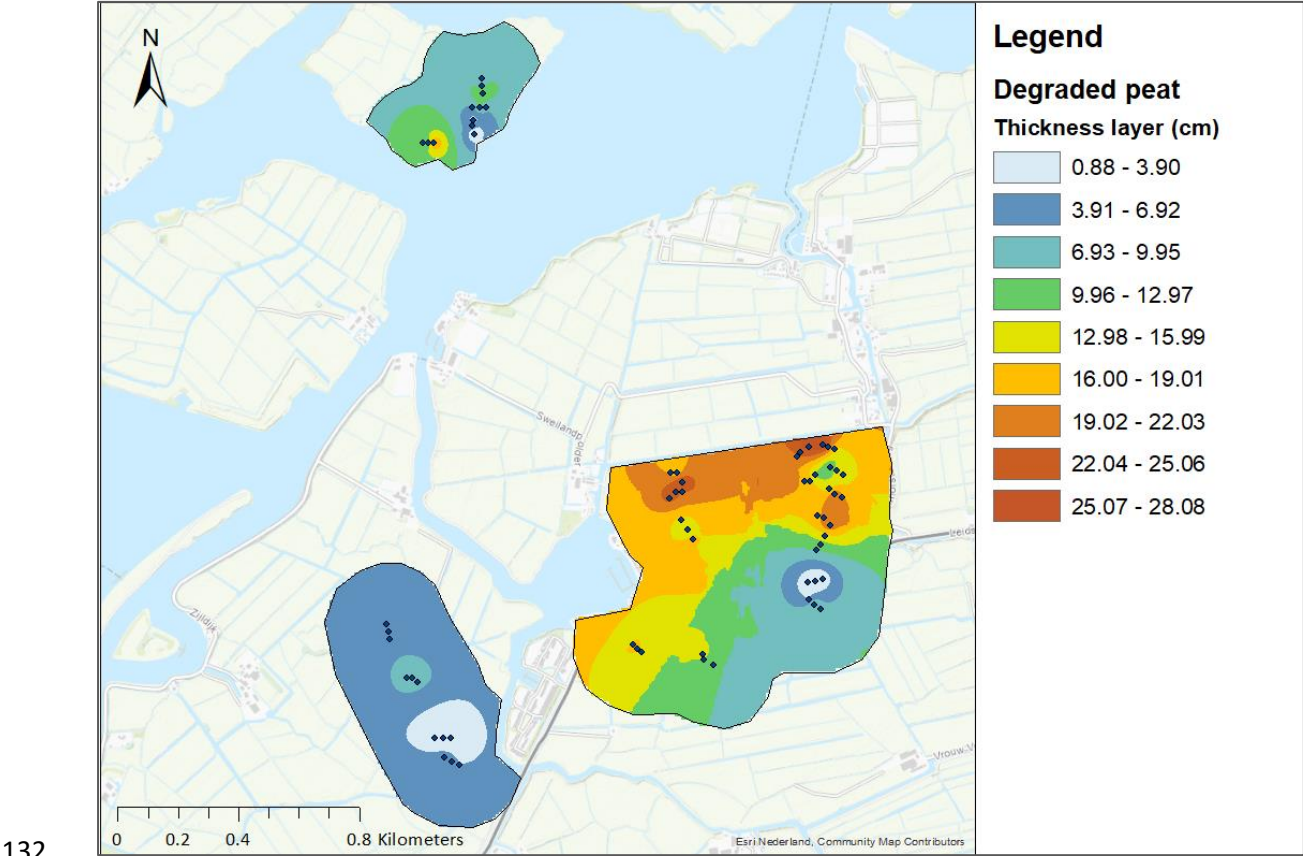 N
Legend
Degraded peat
Thickness layer (cm)
0.88 - 3.90
3.91 - 6.92
6.93 - 9.95
9.96 - 12.97
12.98 - 15.99
16.00 - 19.01
19.02 - 22.03
22.04 - 25.06
25.07 - 28.08
Sweilandpolder
Zijldijk
Vrouw
0 0.2 0.4 0.8 Kilometers
Esri Nederland, Community Map Contributors
132